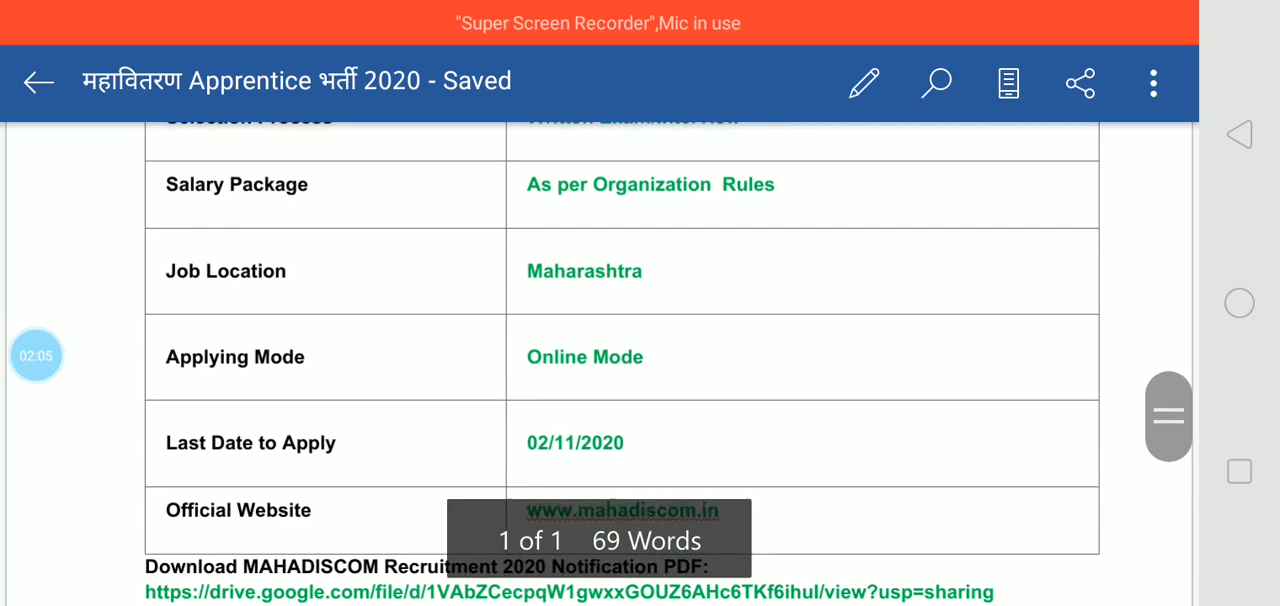 "Super Screen Recorder",Mic in use
महावितरण Apprentice भर्ती 2020 - Saved
Selection Process
Salary Package As per Organization Rules
Job Location Maharashtra
02:05
Applying Mode Online Mode
Last Date to Apply 02/11/2020
Official Website www.mahadiscom.in
1 of 1 69 Words
Download MAHADISCOM Recruitment 2020 Notification PDF:
https://drive.google.com/file/d/1VAbZCecpqW1gwxxGOUZ6AHc6TKf6ihul/view?usp=sharing